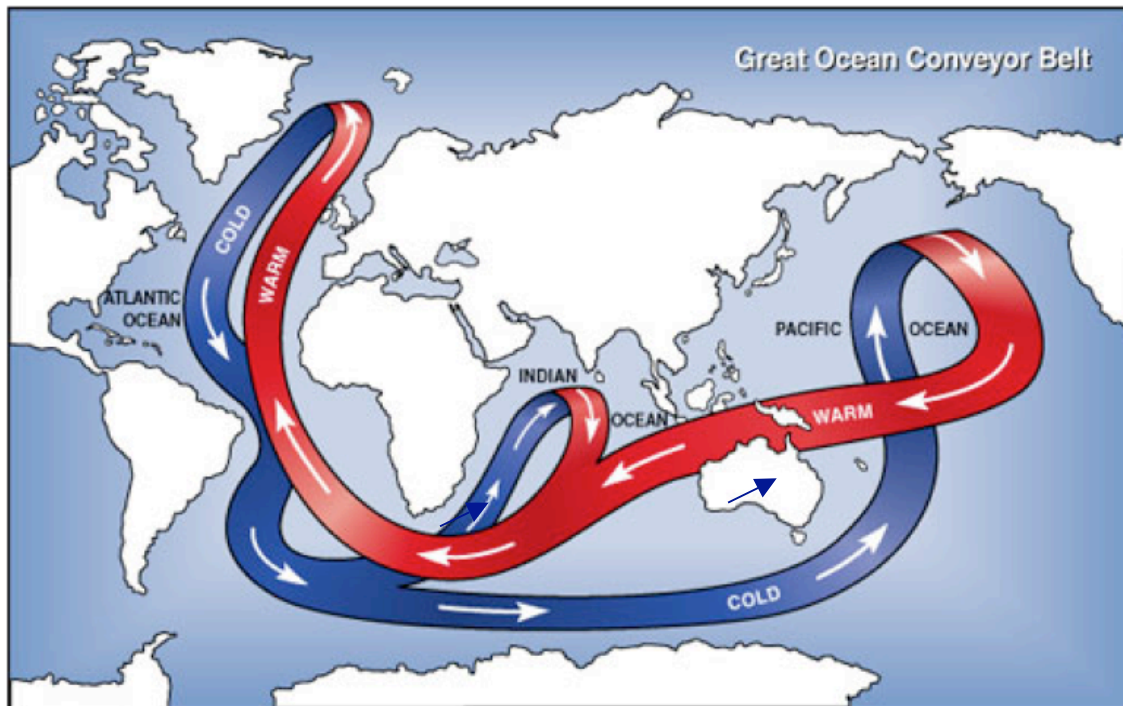 Great Ocean Conveyor Belt
COLD
WARM
ATLANTIC
OCEAN
PACIFIC OCEAN
INDIAN
OCEAN
WARM
COLD